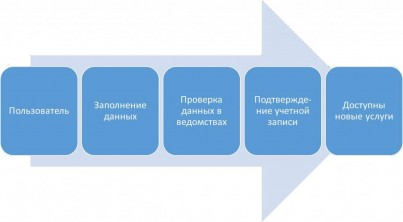 Пользователь
Заполнение
данных
Проверка
данных в
ведомствах
Подтвержде-
ние учетной
записи
Доступны
новые услуги